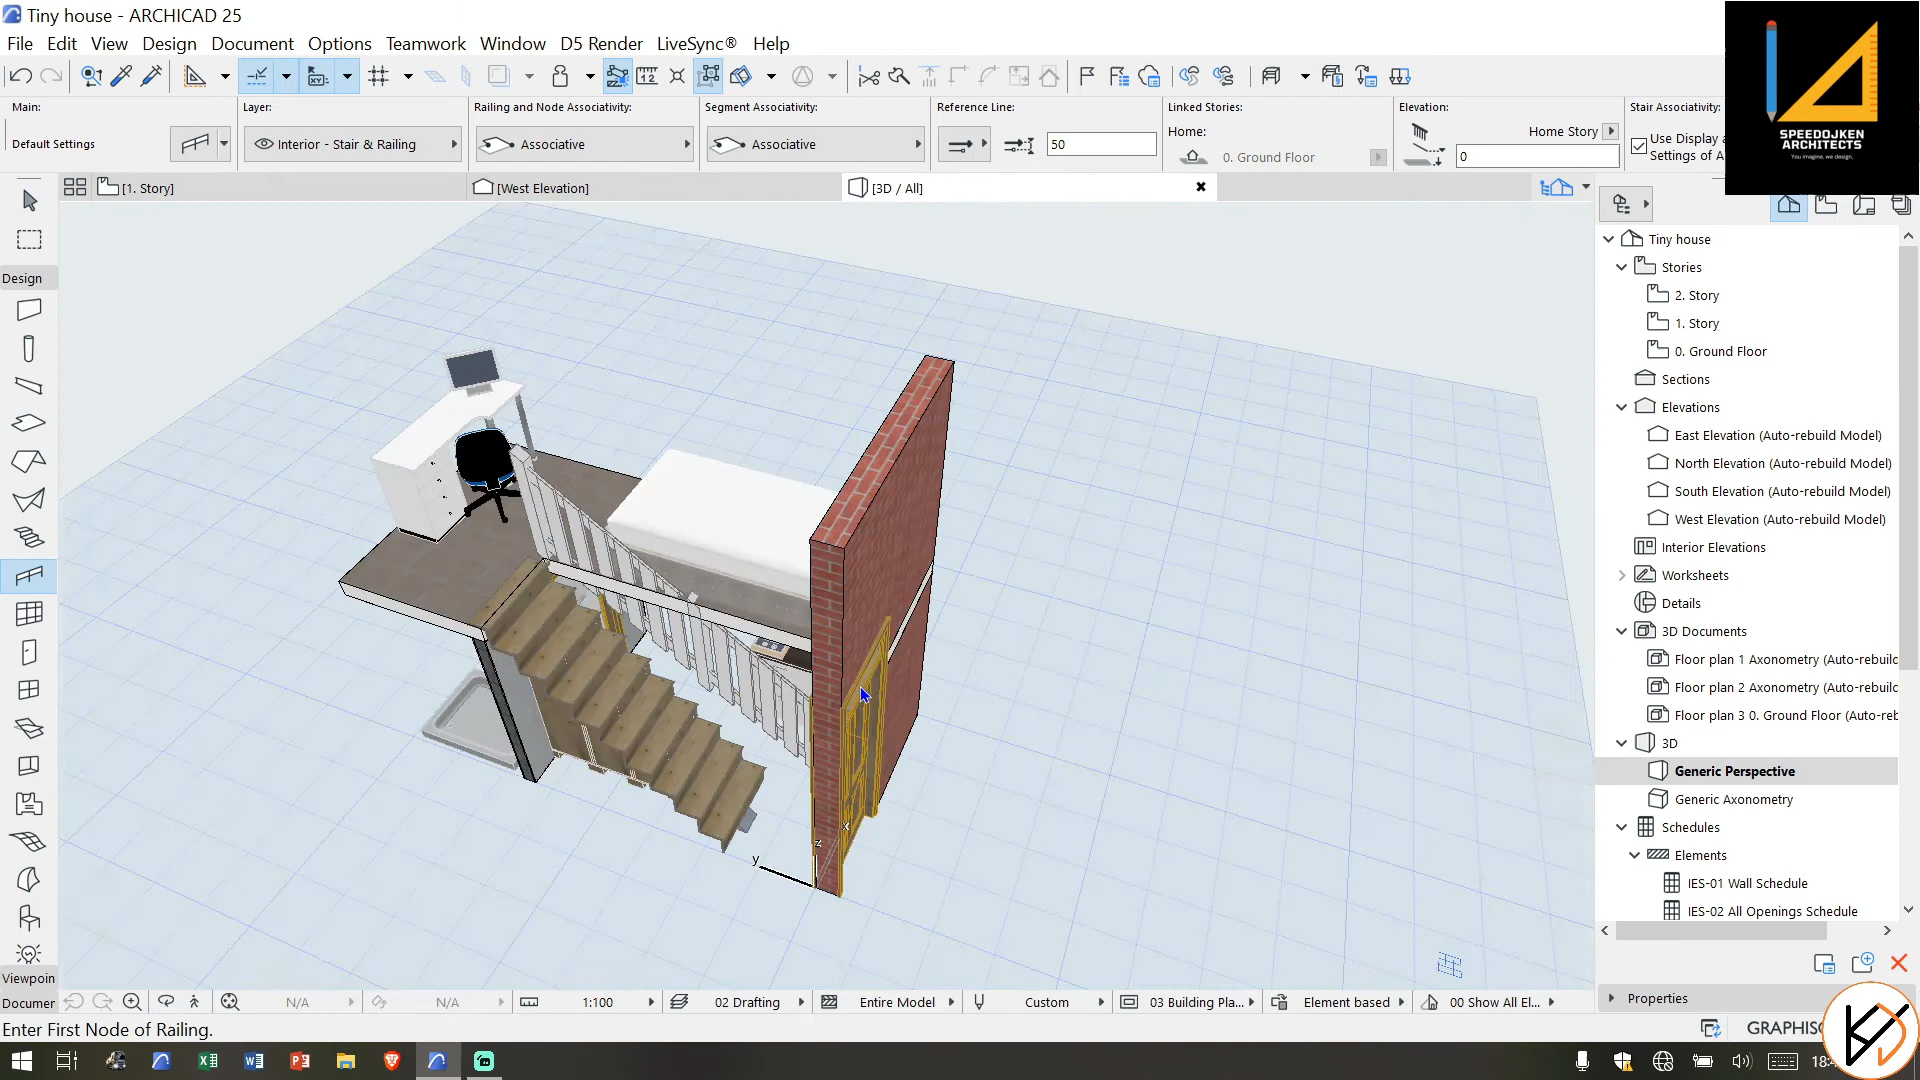 Tiny house - ARCHICAD 25
File Edit View Design Document Options Teamwork Window D5 Render LiveSync® Help
Main:
Default Settings
Layer:
Interior - Stair & Railing
Railing and Node Associativity:
Associative
Segment Associativity:
Associative
Reference Line:
50
Linked Stories:
Home:
0. Ground Floor
Elevation:
Home Story
0
Stair Associativity:
Use Display
Settings of A
SPEEDOJKEN
ARCHITECTS
You imagine, we design.
[1. Story]
[West Elevation]
[3D / All]
Design
Viewpoin
Documer
Tiny house
Stories
2. Story
1. Story
0. Ground Floor
Sections
Elevations
East Elevation (Auto-rebuild Model)
North Elevation (Auto-rebuild Model)
South Elevation (Auto-rebuild Model)
West Elevation (Auto-rebuild Model)
Interior Elevations
Worksheets
Details
3D Documents
Floor plan 1 Axonometry (Auto-rebuild
Floor plan 2 Axonometry (Auto-rebuild
Floor plan 3 0. Ground Floor (Auto-reb
3D
Generic Perspective
Generic Axonometry
Schedules
Elements
IES-01 Wall Schedule
IES-02 All Openings Schedule
Properties
x
z
y
N/A
N/A
1:100
02 Drafting
Entire Model
Custom
03 Building Pla...
Element based
00 Show All El...
Enter First Node of Railing.
GRAPHISO